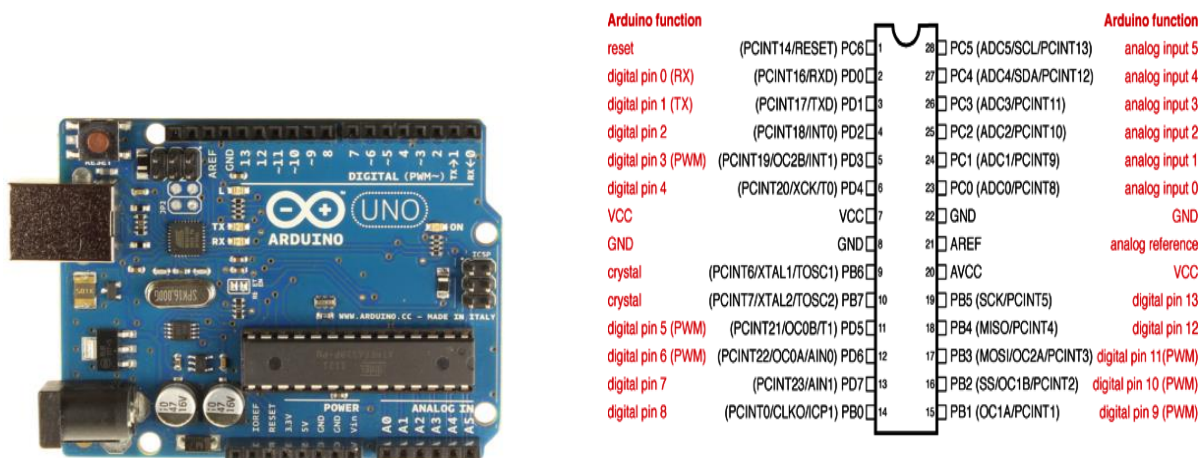 RESET
AREF
GND
13
12
~11
~10
~9
8
7
~6
~5
4
~3
2
TX→1
RX←0
DIGITAL (PWM~)
L
TX
RX
ARDUINO
UNO
ON
ICSP
JP2
SPK16.000G
WWW.ARDUINO.CC – MADE IN ITALY
47
16V
47
16V
IOREF
RESET
3.3V
5V
GND
GND
Vin
POWER
ANALOG IN
A0
A1
A2
A3
A4
A5
Arduino function Arduino function
reset (PCINT14/RESET) PC6 1 28 PC5 (ADC5/SCL/PCINT13) analog input 5
digital pin 0 (RX) (PCINT16/RXD) PD0 2 27 PC4 (ADC4/SDA/PCINT12) analog input 4
digital pin 1 (TX) (PCINT17/TXD) PD1 3 26 PC3 (ADC3/PCINT11) analog input 3
digital pin 2 (PCINT18/INT0) PD2 4 25 PC2 (ADC2/PCINT10) analog input 2
digital pin 3 (PWM) (PCINT19/OC2B/INT1) PD3 5 24 PC1 (ADC1/PCINT9) analog input 1
digital pin 4 (PCINT20/XCK/T0) PD4 6 23 PC0 (ADC0/PCINT8) analog input 0
VCC VCC 7 22 GND GND
GND GND 8 21 AREF analog reference
crystal (PCINT6/XTAL1/TOSC1) PB6 9 20 AVCC VCC
crystal (PCINT7/XTAL2/TOSC2) PB7 10 19 PB5 (SCK/PCINT5) digital pin 13
digital pin 5 (PWM) (PCINT21/OC0B/T1) PD5 11 18 PB4 (MISO/PCINT4) digital pin 12
digital pin 6 (PWM) (PCINT22/OC0A/AIN0) PD6 12 17 PB3 (MOSI/OC2A/PCINT3) digital pin 11(PWM)
digital pin 7 (PCINT23/AIN1) PD7 13 16 PB2 (SS/OC1B/PCINT2) digital pin 10 (PWM)
digital pin 8 (PCINT0/CLKO/ICP1) PB0 14 15 PB1 (OC1A/PCINT1) digital pin 9 (PWM)